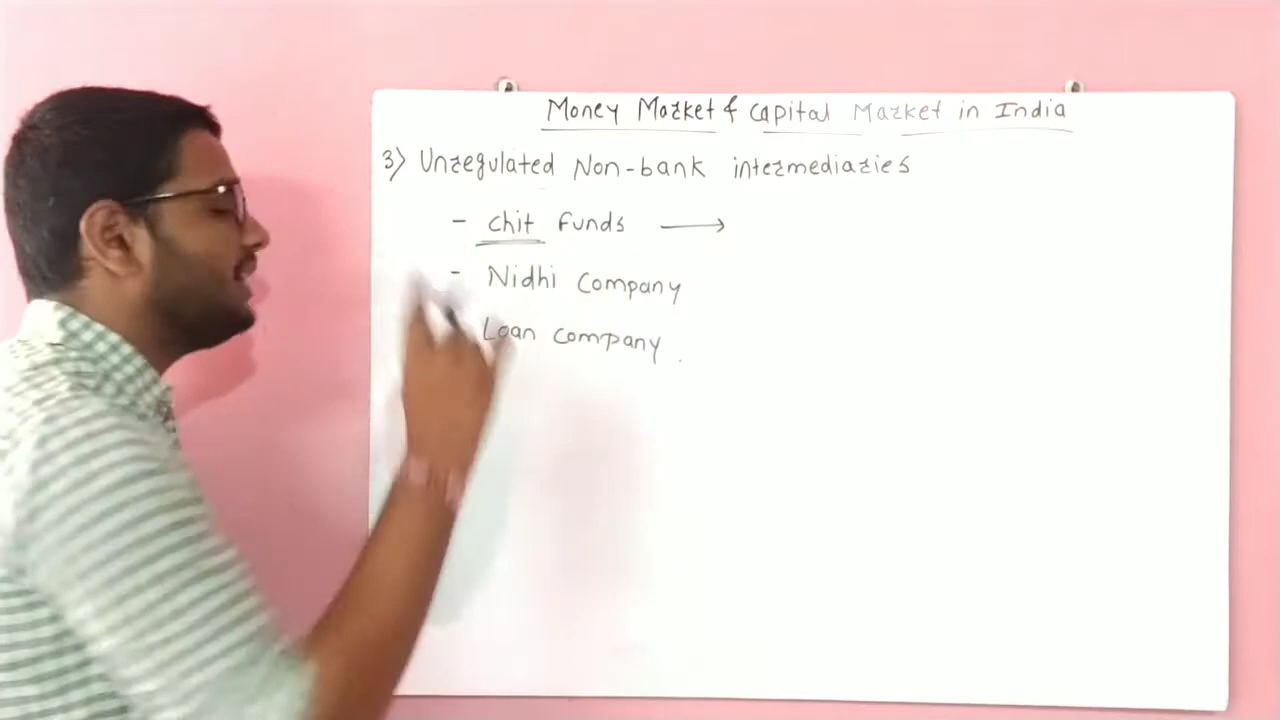 Money Market & Capital Market in India
3) Unregulated Non-bank intermediaries
- Chit Funds →
- Nidhi Company
Loan Company.